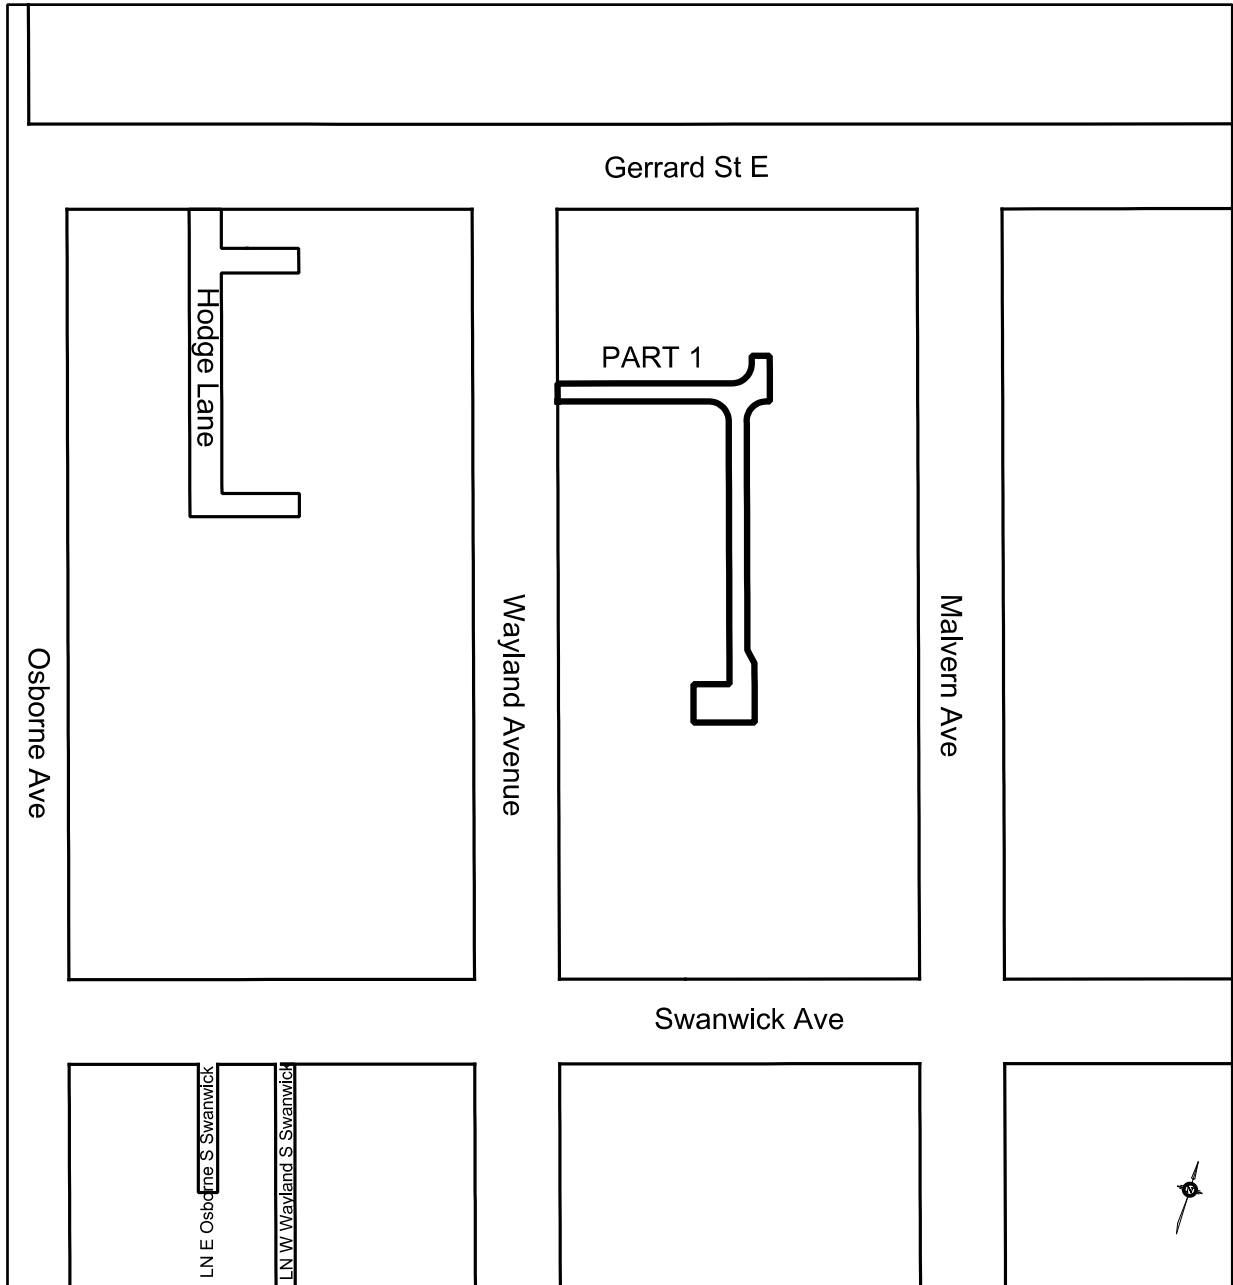 Gerrard St E
PART 1
Hodge Lane
Wayland Avenue
Malvern Ave
Osborne Ave
Swanwick Ave
LN E Osborne S Swanwick
LN W Wayland S Swanwick